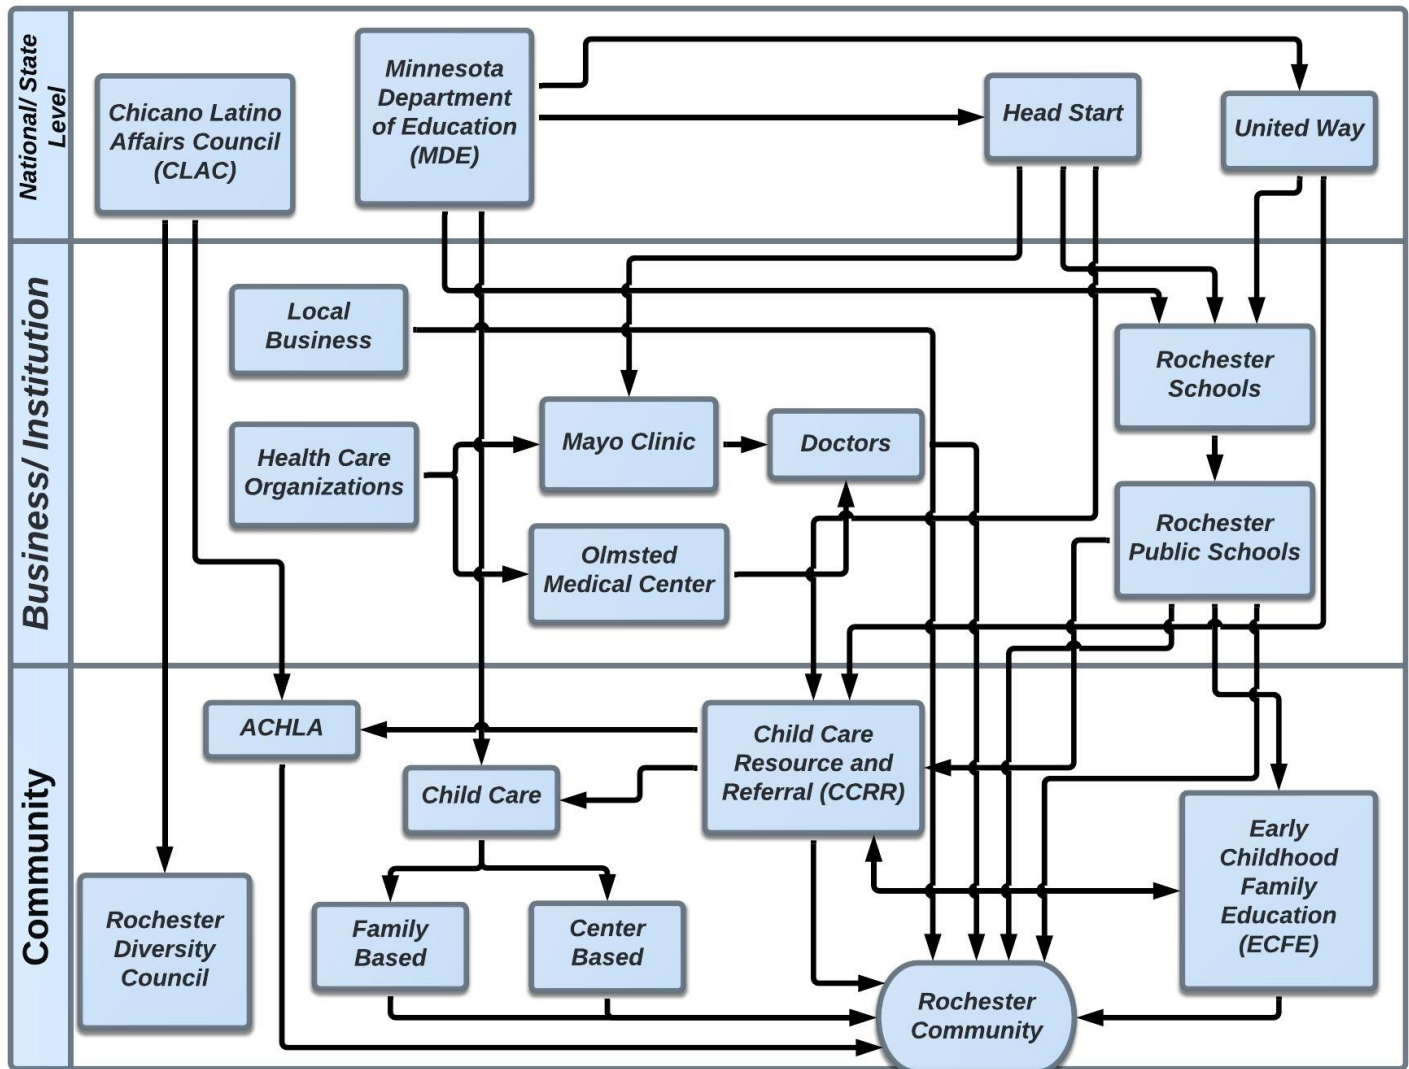 National/ State
Level
Chicano Latino
Affairs Council
(CLAC)
Minnesota
Department
of Education
(MDE)
Head Start
United Way
Business/ Institution
Local
Business
Health Care
Organizations
Mayo Clinic
Doctors
Olmsted
Medical Center
Rochester
Schools
Rochester
Public Schools
Community
ACHLA
Child Care
Child Care
Resource and
Referral (CCRR)
Rochester
Diversity
Council
Family
Based
Center
Based
Early
Childhood
Family
Education
(ECFE)
Rochester
Community